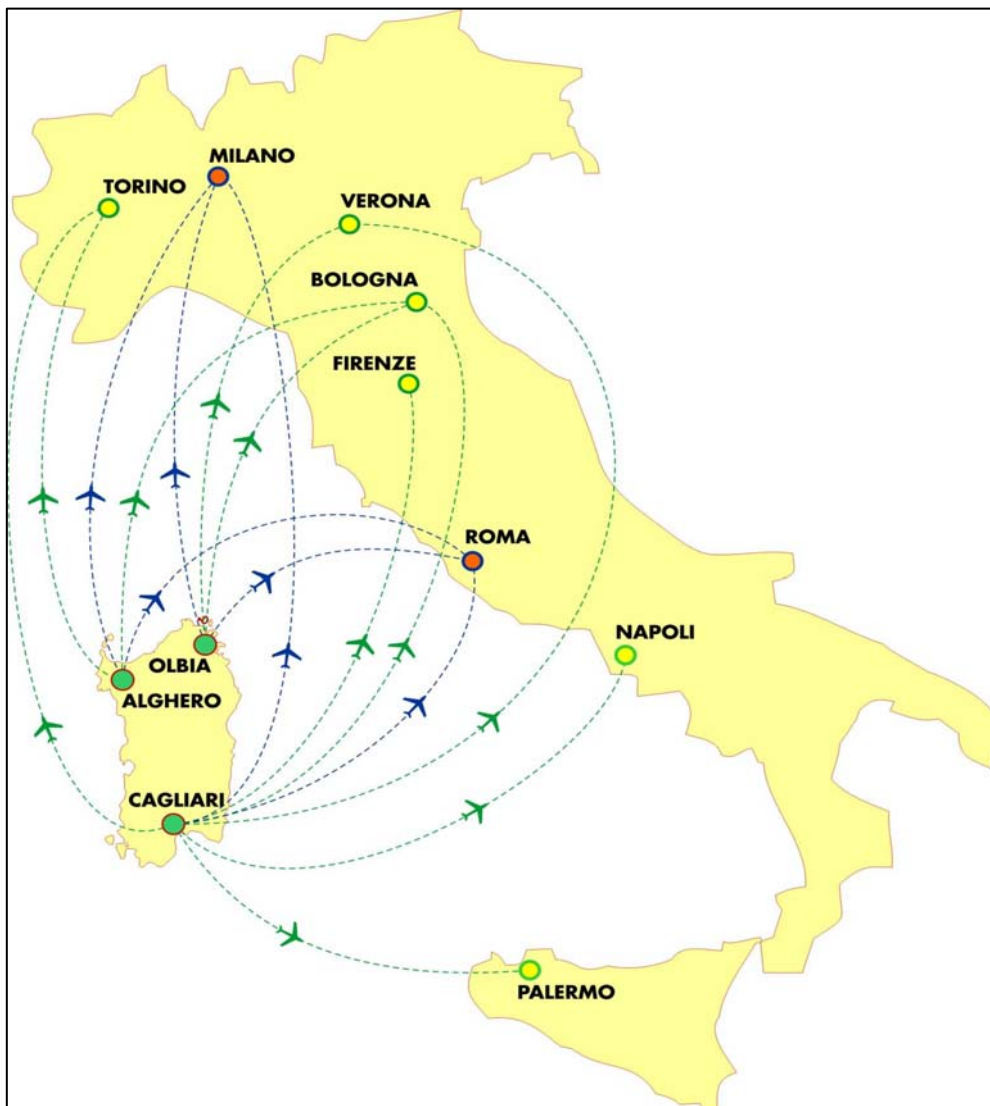 MILANO
TORINO
VERONA
BOLOGNA
FIRENZE
ROMA
NAPOLI
OLBIA
ALGHERO
CAGLIARI
PALERMO